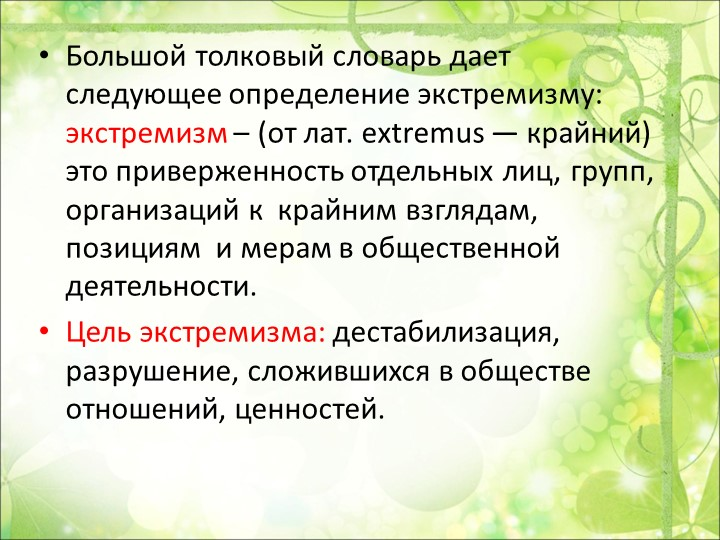 • Большой толковый словарь дает
следующее определение экстремизму:
экстремизм – (от лат. extremus — крайний)
это приверженность отдельных лиц, групп,
организаций к крайним взглядам,
позициям и мерам в общественной
деятельности.
• Цель экстремизма: дестабилизация,
разрушение, сложившихся в обществе
отношений, ценностей.